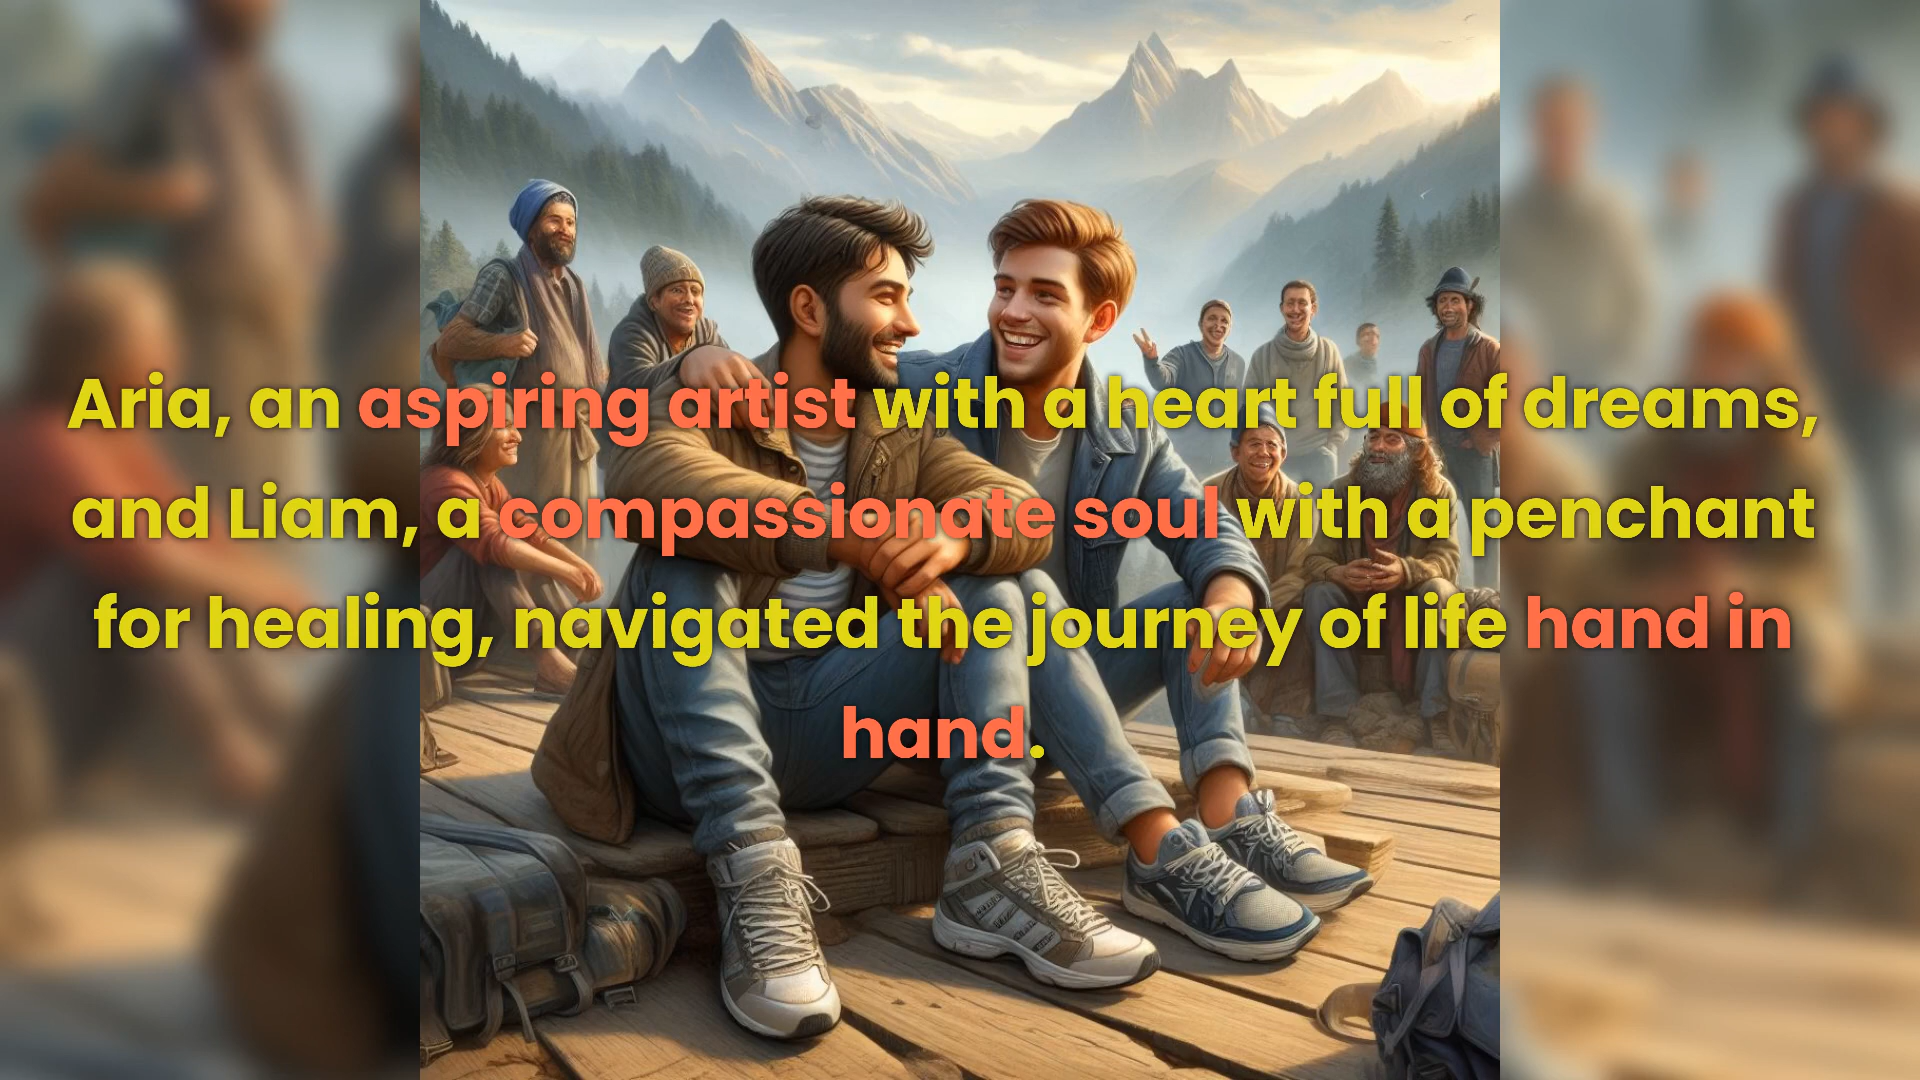 Aria, an aspiring artist with a heart full of dreams,
and Liam, a compassionate soul with a penchant
for healing, navigated the journey of life hand in
hand.